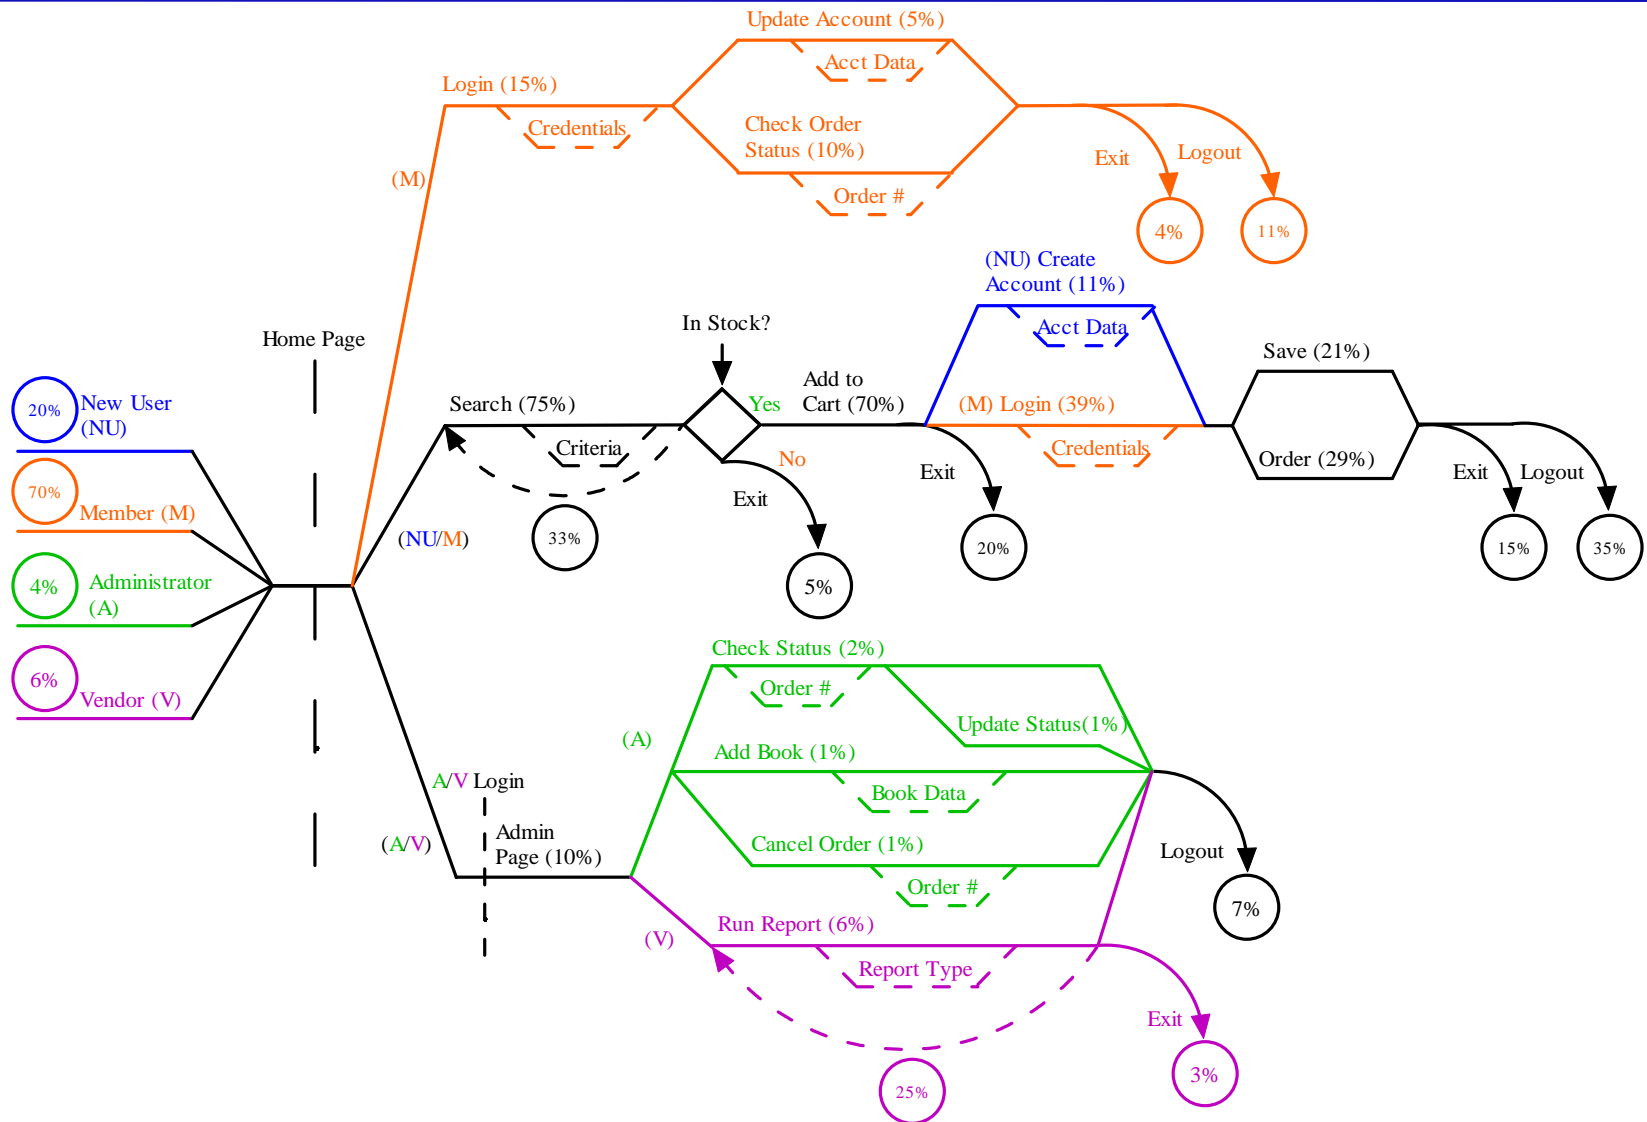 Update Account (5%)
Acct Data
Login (15%)
Credentials
Check Order
Status (10%)
Order #
(M)
Exit
Logout
4%
11%
(NU) Create
Account (11%)
Acct Data
Home Page
In Stock?
20%
New User
(NU)
Search (75%)
Criteria
Yes
No
Add to
Cart (70%)
(M) Login (39%)
Credentials
Save (21%)
Order (29%)
Exit
Exit
Exit
Logout
70%
Member (M)
(NU/M)
33%
5%
20%
15%
35%
4%
Administrator
(A)
6%
Vendor (V)
Check Status (2%)
Order #
Update Status(1%)
(A)
Add Book (1%)
Book Data
A/V Login
Admin
Page (10%)
(A/V)
Cancel Order (1%)
Order #
Logout
7%
(V)
Run Report (6%)
Report Type
Exit
25%
3%